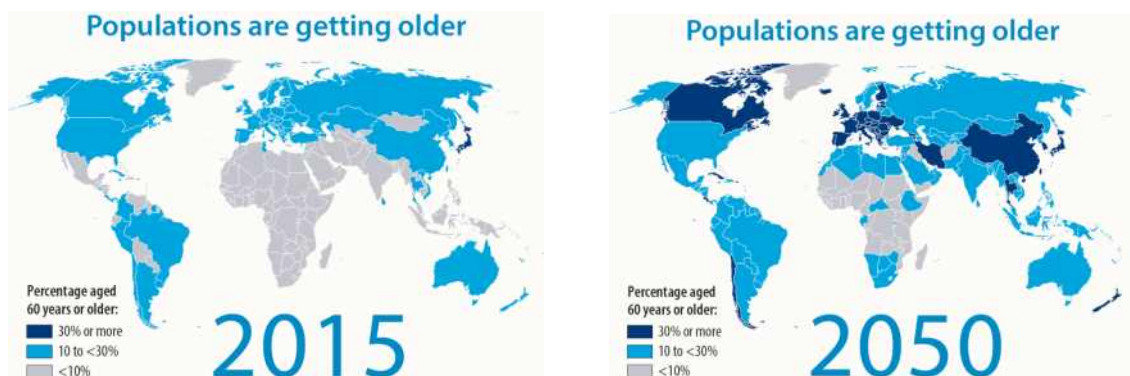 Populations are getting older
Percentage aged
60 years or older:
30% or more
10 to <30%
<10%
2015
Populations are getting older
Percentage aged
60 years or older:
30% or more
10 to <30%
<10%
2050